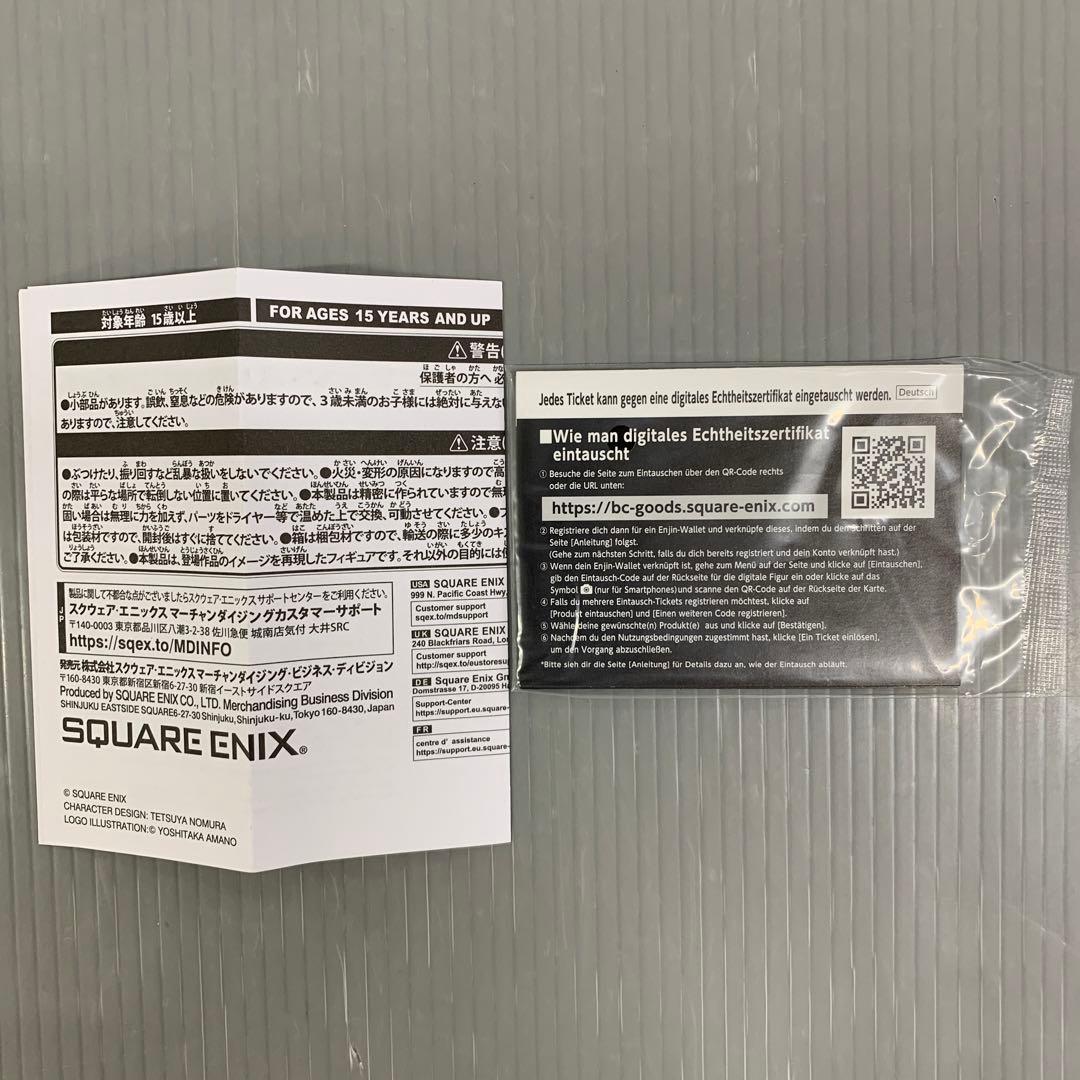 対象年齢 15歳以上
FOR AGES 15 YEARS AND UP
⚠警告(
保護者の方へ 必
●小部品があります。誤飲、窒息などの危険がありますので、3歳未満のお子様には絶対に与えない
ありますので、注意してください。
⚠注意(
●ぶつけたり、振り回すなど乱暴な扱いをしないでください。●火災・変形の原因になりますので高
の際は平らな場所で転倒しない位置に置いてください。●本製品は精密に作られていますので無理
固い場合は無理に力を加えず、パーツをドライヤー等で温めた上で交換、可動させてください。●
は包装材ですので、開封後はすぐに捨ててください。●箱は梱包材ですので、輸送の際に多少のキズ
ご了承ください。●本製品は、登場作品のイメージを再現したフィギュアです。それ以外の目的には使
JP
製品に関して不都合な点がございましたらスクウェア・エニックスサポートセンターをご利用ください。
スクウェア・エニックス マーチャンダイジングカスタマーサポート
〒140-0003 東京都品川区八潮3-2-38 佐川急便 城南店気付 大井SRC
https://sqex.to/MDINFO
発売元 株式会社スクウェア・エニックス マーチャンダイジング・ビジネス・ディビジョン
〒160-8430 東京都新宿区新宿6-27-30 新宿イーストサイドスクエア
Produced by SQUARE ENIX CO., LTD. Merchandising Business Division
SHINJUKU EASTSIDE SQUARE6-27-30 Shinjuku, Shinjuku-ku, Tokyo 160-8430, Japan
SQUARE ENIX®
© SQUARE ENIX
CHARACTER DESIGN: TETSUYA NOMURA
LOGO ILLUSTRATION:© YOSHITAKA AMANO
USA SQUARE ENIX
999 N. Pacific Coast Hwy.
Customer support
sqex.to/mdsupport
UK SQUARE ENIX
240 Blackfriars Road, Lo
Customer support
http://sqex.to/eustoresu
DE Square Enix Gm
Domstrasse 17, D-20095 Ha
Support-Center
https://support.eu.square-
FR
centre d'assistance
https://support.eu.square-
Jedes Ticket kann gegen eine digitales Echtheitszertifikat eingetauscht werden. Deutsch
■Wie man digitales Echtheitszertifikat
eintauscht
① Besuche die Seite zum Eintauschen über den QR-Code rechts
oder die URL unten:
https://bc-goods.square-enix.com
② Registriere dich dann für ein Enjin-Wallet und verknüpfe dieses, indem du den Schritten auf der
Seite [Anleitung] folgst.
(Gehe zum nächsten Schritt, falls du dich bereits registriert und dein Konto verknüpft hast.)
③ Wenn dein Enjin-Wallet verknüpft ist, gehe zum Menü auf der Seite und klicke auf [Eintauschen],
gib den Eintausch-Code auf der Rückseite für die digitale Figur ein oder klicke auf das
Symbol (nur für Smartphones) und scanne den QR-Code auf der Rückseite der Karte.
④ Falls du mehrere Eintausch-Tickets registrieren möchtest, klicke auf
[Produkt eintauschen] und [Einen weiteren Code registrieren].
⑤ Wähle deine gewünschte(n) Produkt(e) aus und klicke auf [Bestätigen].
⑥ Nachdem du den Nutzungsbedingungen zugestimmt hast, klicke [Ein Ticket einlösen],
um den Vorgang abzuschließen.
*Bitte sieh dir die Seite [Anleitung] für Details dazu an, wie der Eintausch abläuft.